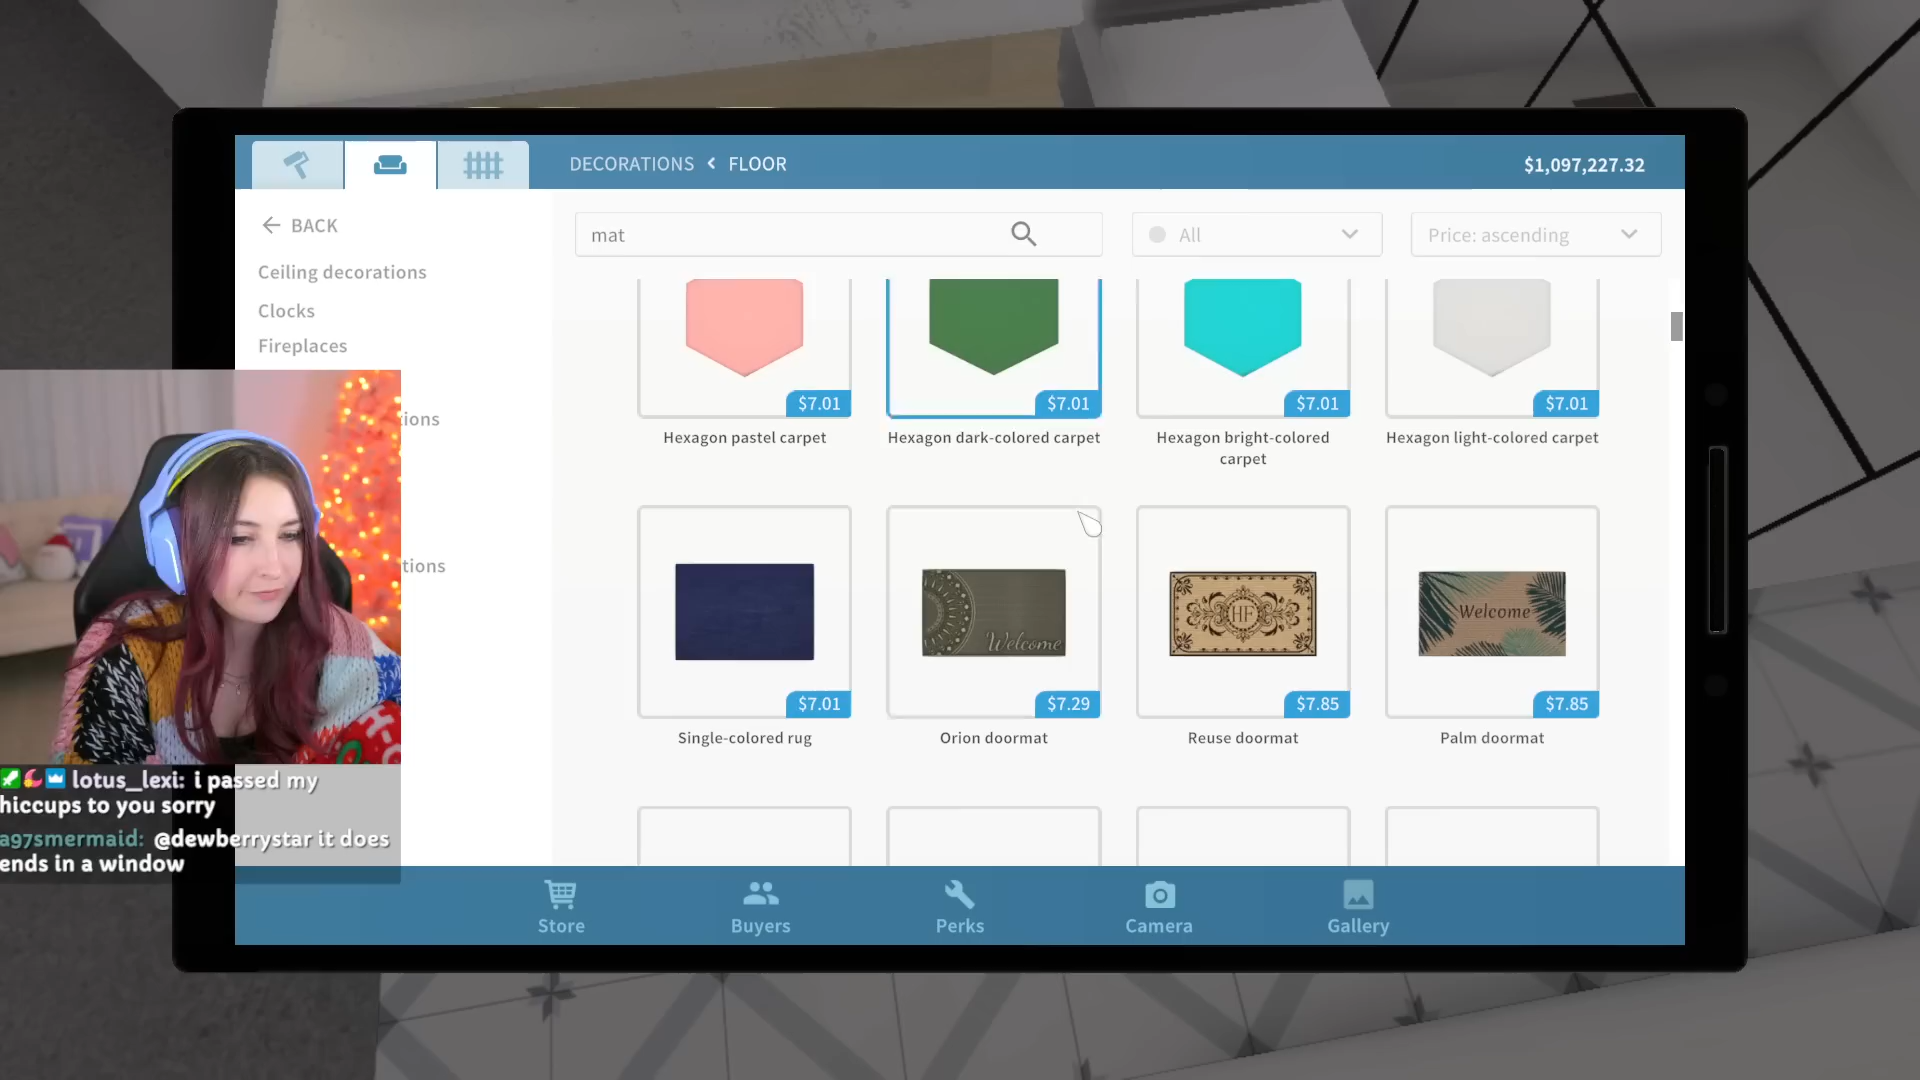 DECORATIONS < FLOOR
$1,097,227.32
BACK
mat
All
Price: ascending
Ceiling decorations
Clocks
Fireplaces
tions
tions
$7.01
$7.01
$7.01
$7.01
Hexagon pastel carpet
Hexagon dark-colored carpet
Hexagon bright-colored
carpet
Hexagon light-colored carpet
Welcome
HF
Welcome
$7.01
$7.29
$7.85
$7.85
Single-colored rug
Orion doormat
Reuse doormat
Palm doormat
lotus_lexi: i passed my
hiccups to you sorry
a97smermaid: @dewberrystar it does
ends in a window
Store
Buyers
Perks
Camera
Gallery